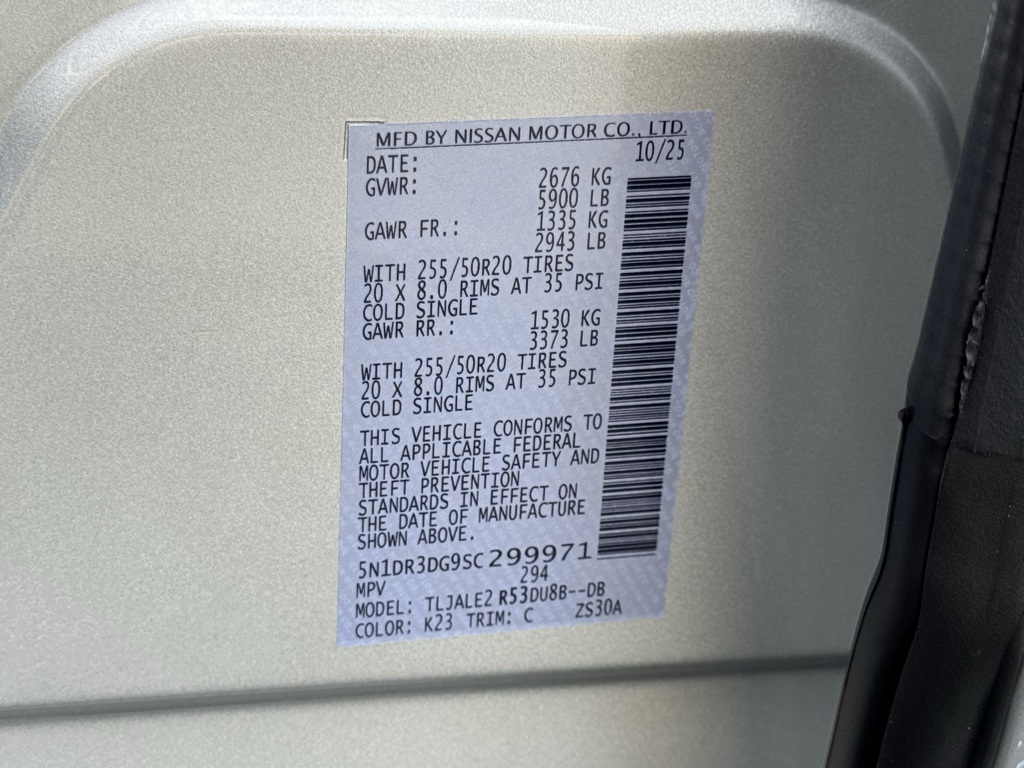 MFD BY NISSAN MOTOR CO., LTD.
DATE: 10/25
GVWR: 2676 KG
5900 LB
GAWR FR.: 1335 KG
2943 LB
WITH 255/50R20 TIRES
20 X 8.0 RIMS AT 35 PSI
COLD SINGLE
GAWR RR.: 1530 KG
3373 LB
WITH 255/50R20 TIRES
20 X 8.0 RIMS AT 35 PSI
COLD SINGLE
THIS VEHICLE CONFORMS TO
ALL APPLICABLE FEDERAL
MOTOR VEHICLE SAFETY AND
THEFT PREVENTION
STANDARDS IN EFFECT ON
THE DATE OF MANUFACTURE
SHOWN ABOVE.
5N1DR3DG9SC299971
MPV 294
MODEL: TLJALE2 R53DU8B--DB
COLOR: K23 TRIM: C ZS30A